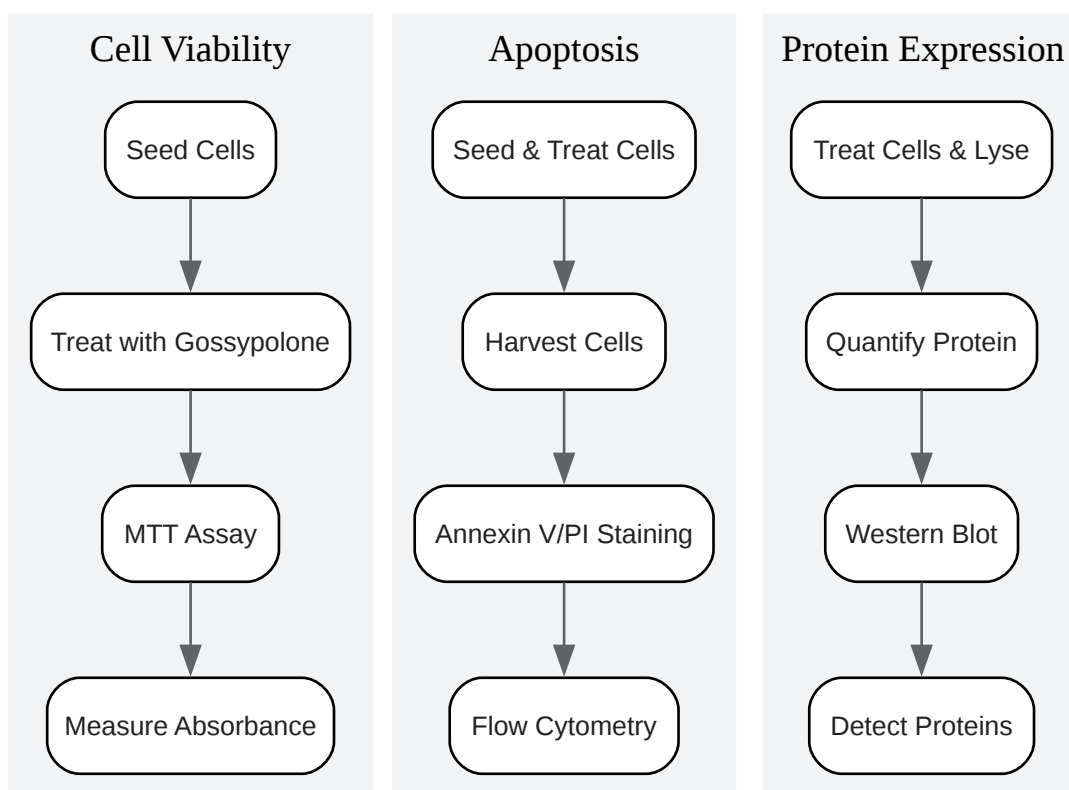 Cell Viability
Seed Cells
Treat with Gossypolone
MTT Assay
Measure Absorbance
Apoptosis
Seed & Treat Cells
Harvest Cells
Annexin V/PI Staining
Flow Cytometry
Protein Expression
Treat Cells & Lyse
Quantify Protein
Western Blot
Detect Proteins